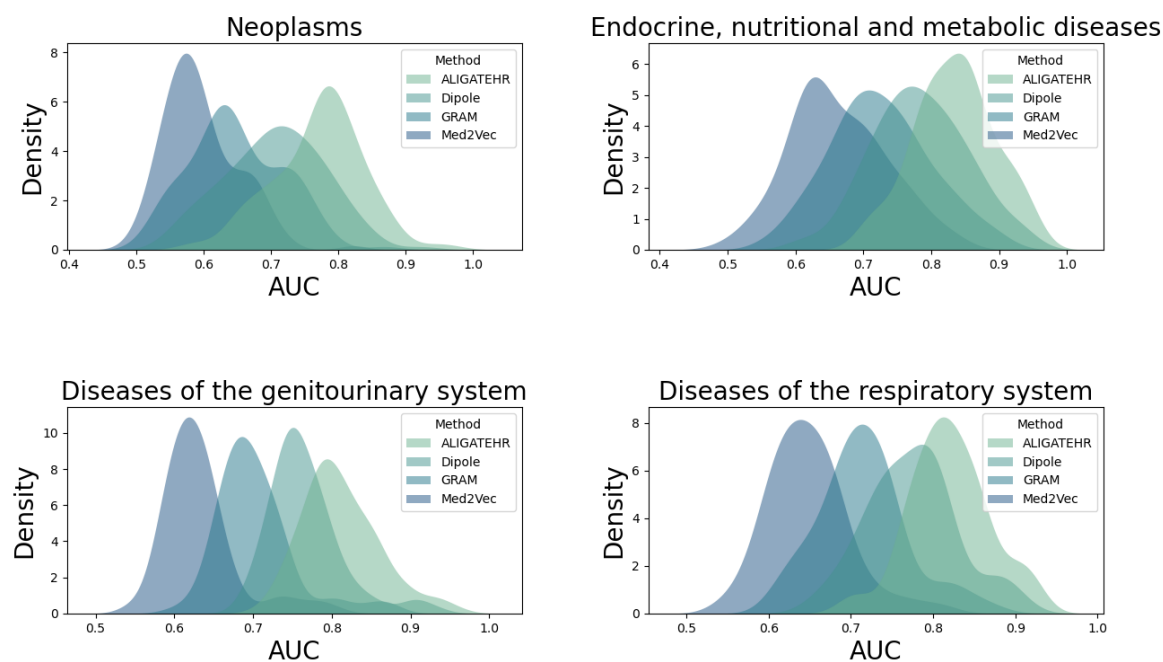 Neoplasms
Density
8
6
4
2
0
0.4 0.5 0.6 0.7 0.8 0.9 1.0
AUC
Method
ALIGATEHR
Dipole
GRAM
Med2Vec
Endocrine, nutritional and metabolic diseases
Density
6
5
4
3
2
1
0
0.4 0.5 0.6 0.7 0.8 0.9 1.0
AUC
Method
ALIGATEHR
Dipole
GRAM
Med2Vec
Diseases of the genitourinary system
Density
10
8
6
4
2
0
0.5 0.6 0.7 0.8 0.9 1.0
AUC
Method
ALIGATEHR
Dipole
GRAM
Med2Vec
Diseases of the respiratory system
Density
8
6
4
2
0
0.5 0.6 0.7 0.8 0.9 1.0
AUC
Method
ALIGATEHR
Dipole
GRAM
Med2Vec